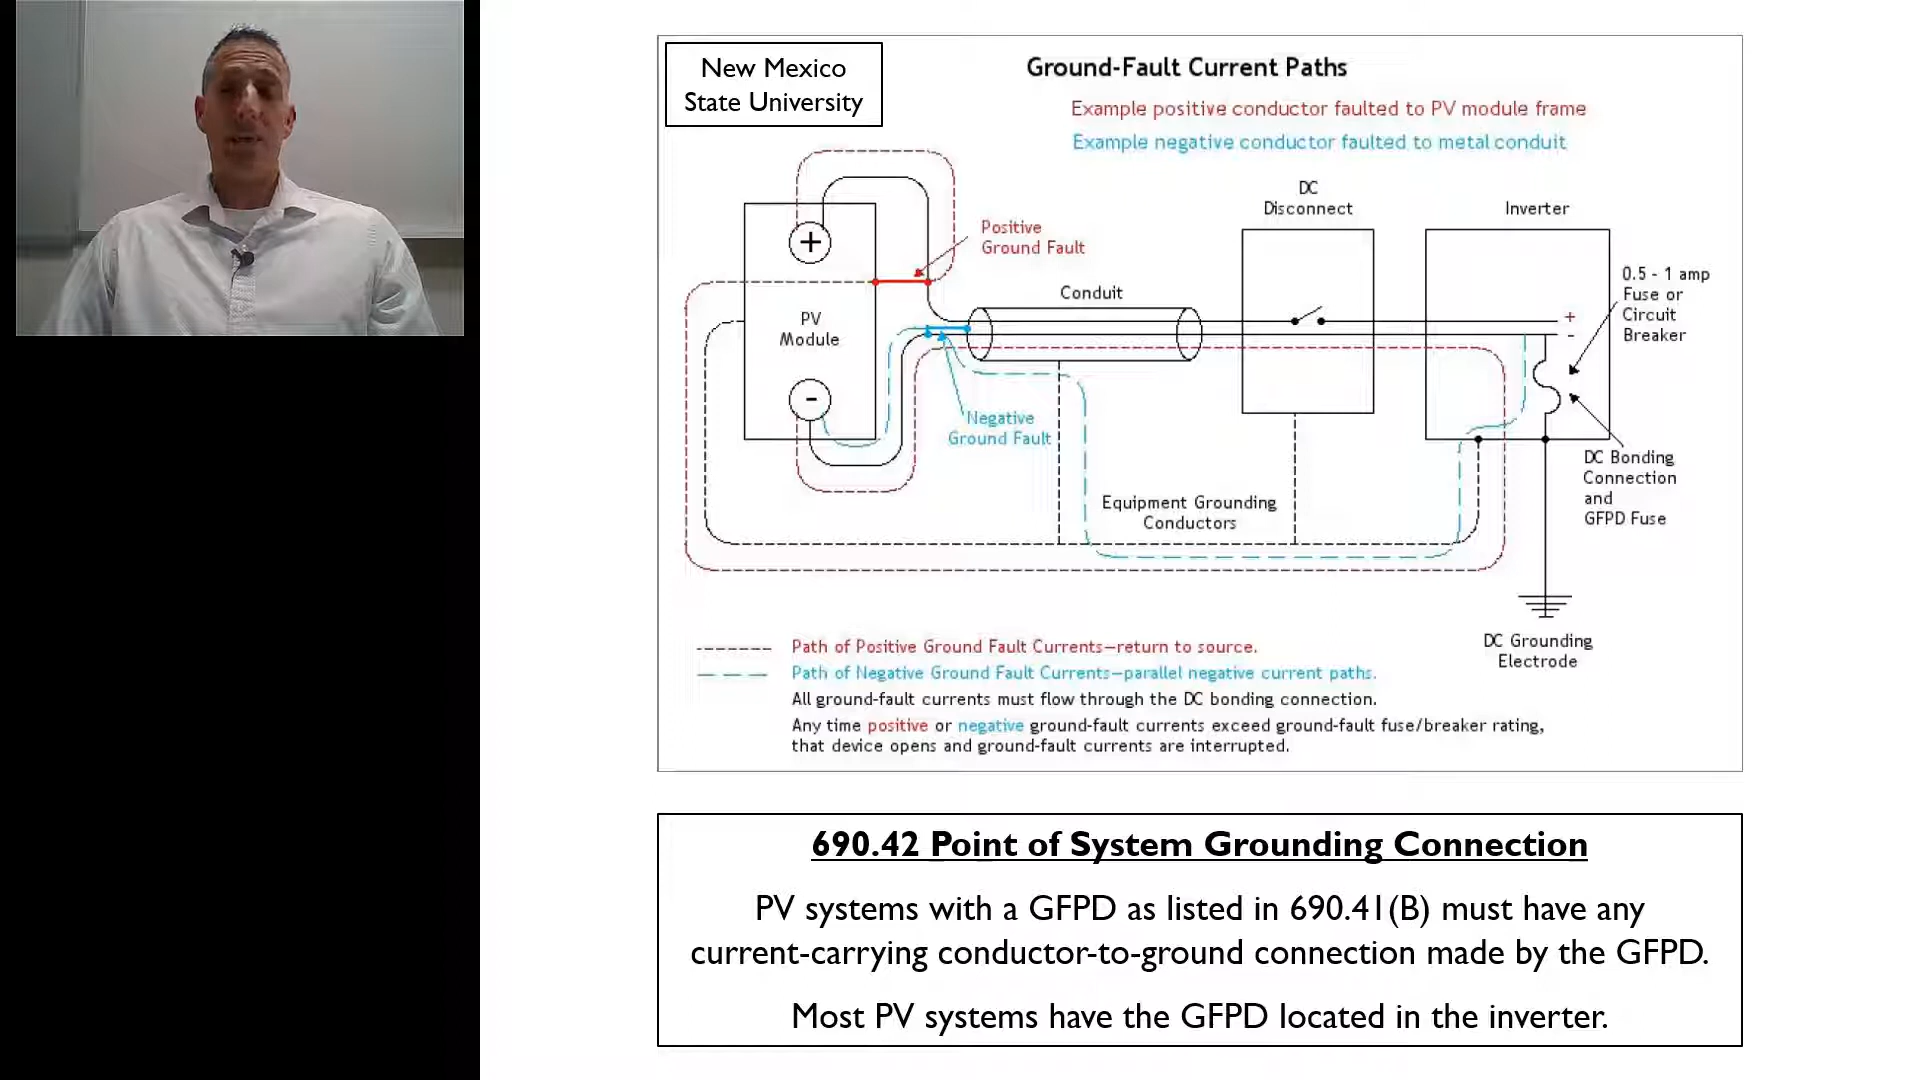 New Mexico
State University
Ground-Fault Current Paths
Example positive conductor faulted to PV module frame
Example negative conductor faulted to metal conduit
DC
Disconnect
Inverter
+
Positive
Ground Fault
0.5 - 1 amp
Fuse or
Circuit
Breaker
Conduit
PV
Module
+
-
-
Negative
Ground Fault
DC Bonding
Connection
and
GFPD Fuse
Equipment Grounding
Conductors
DC Grounding
Electrode
Path of Positive Ground Fault Currents—return to source.
Path of Negative Ground Fault Currents—parallel negative current paths.
All ground-fault currents must flow through the DC bonding connection.
Any time positive or negative ground-fault currents exceed ground-fault fuse/breaker rating,
that device opens and ground-fault currents are interrupted.
690.42 Point of System Grounding Connection
PV systems with a GFPD as listed in 690.41(B) must have any
current-carrying conductor-to-ground connection made by the GFPD.
Most PV systems have the GFPD located in the inverter.